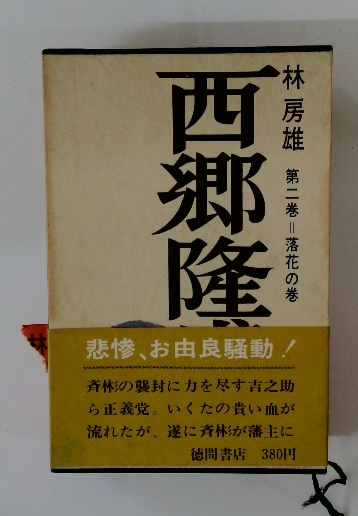 林房雄
第二巻=落花の巻
西郷隆
悲惨、お由良騒動!
斉彬の襲封に力を尽す吉之助
ら正義党。いくたの貴い血が
流れたが、遂に斉彬が藩主に
徳間書店 380円
林